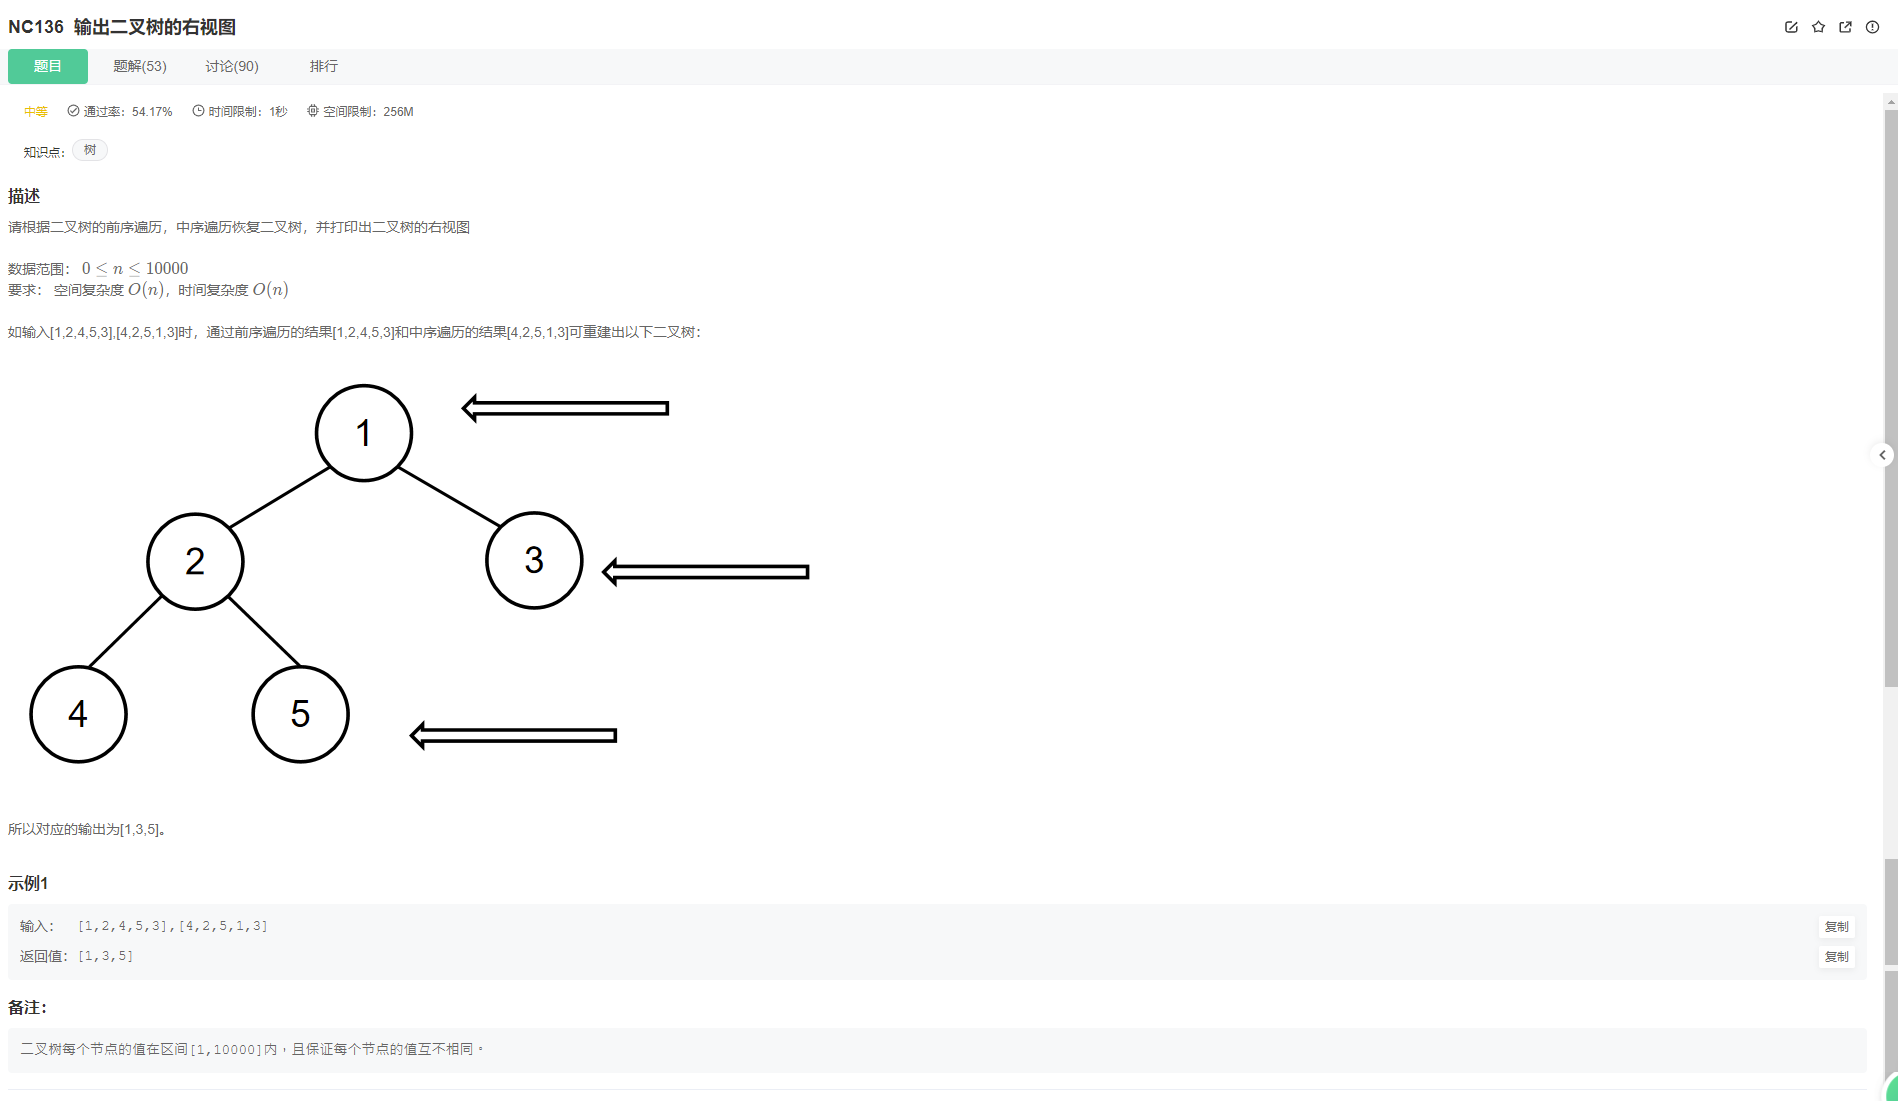 NC136 输出二叉树的右视图
题目 题解(53) 讨论(90) 排行
中等 通过率：54.17% 时间限制：1秒 空间限制：256M
知识点： 树
描述
请根据二叉树的前序遍历，中序遍历恢复二叉树，并打印出二叉树的右视图
数据范围： 0 ≤ n ≤ 10000
要求： 空间复杂度 O(n)，时间复杂度 O(n)
如输入[1,2,4,5,3],[4,2,5,1,3]时，通过前序遍历的结果[1,2,4,5,3]和中序遍历的结果[4,2,5,1,3]可重建出以下二叉树：
1
2 3
4 5
所以对应的输出为[1,3,5]。
示例1
输入： [1,2,4,5,3],[4,2,5,1,3] 复制
返回值：[1,3,5] 复制
备注：
二叉树每个节点的值在区间[1,10000]内，且保证每个节点的值互不相同。